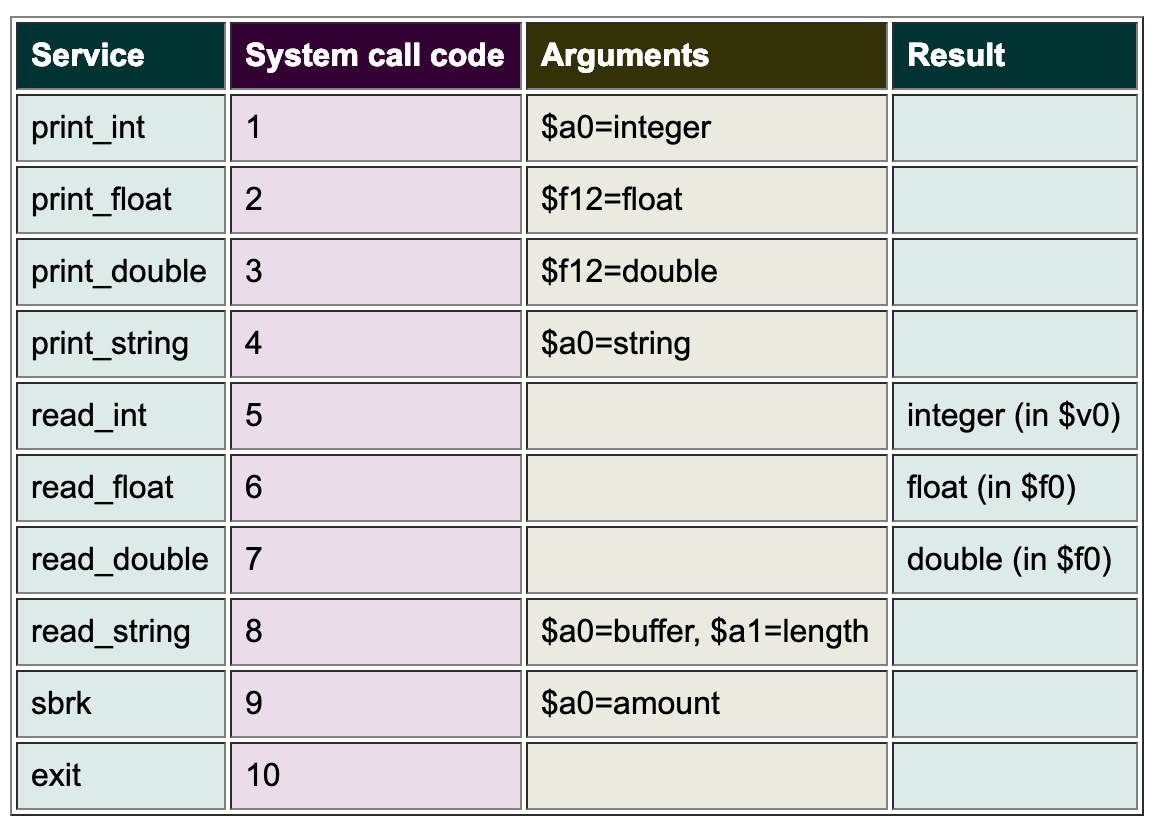 Service System call code Arguments Result
print_int 1 $a0=integer
print_float 2 $f12=float
print_double 3 $f12=double
print_string 4 $a0=string
read_int 5 integer (in $v0)
read_float 6 float (in $f0)
read_double 7 double (in $f0)
read_string 8 $a0=buffer, $a1=length
sbrk 9 $a0=amount
exit 10